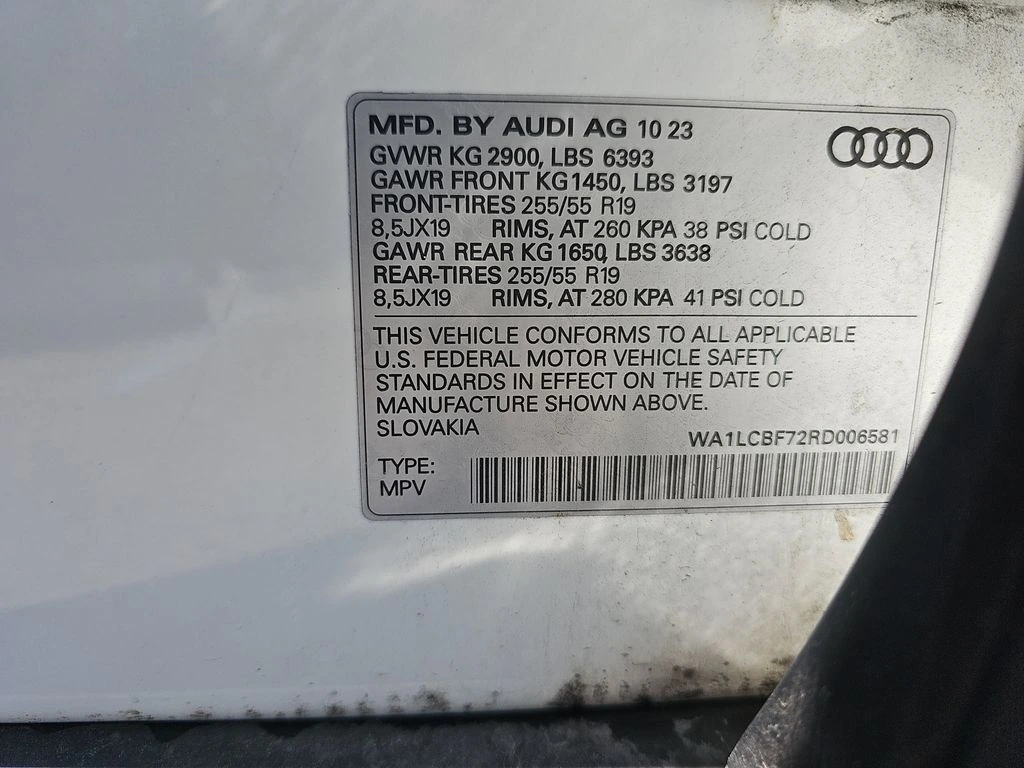 MFD. BY AUDI AG 10 23
GVWR KG 2900, LBS 6393
GAWR FRONT KG 1450, LBS 3197
FRONT-TIRES 255/55 R19
8,5JX19 RIMS, AT 260 KPA 38 PSI COLD
GAWR REAR KG 1650, LBS 3638
REAR-TIRES 255/55 R19
8,5JX19 RIMS, AT 280 KPA 41 PSI COLD
THIS VEHICLE CONFORMS TO ALL APPLICABLE
U.S. FEDERAL MOTOR VEHICLE SAFETY
STANDARDS IN EFFECT ON THE DATE OF
MANUFACTURE SHOWN ABOVE.
SLOVAKIA
WA1LCBF72RD006581
TYPE:
MPV